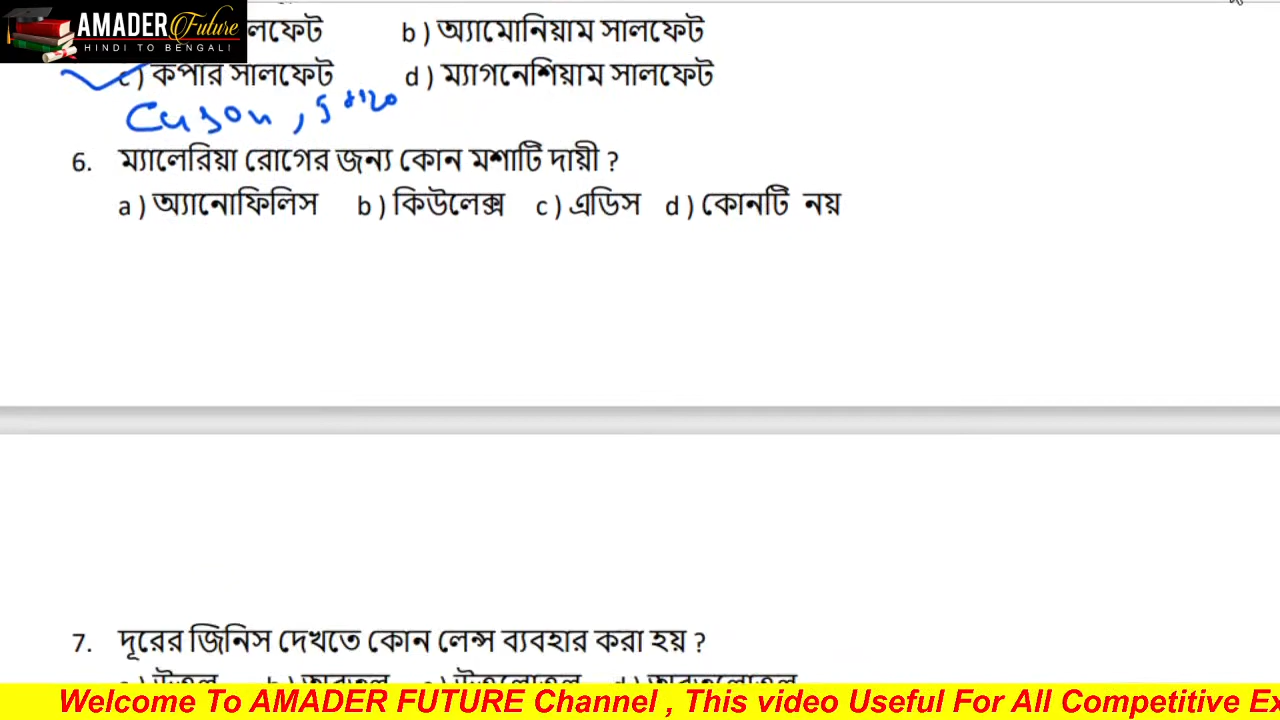 AMADER Future
HINDI TO BENGALI
লফেট b ) অ্যামোনিয়াম সালফেট
c ) কপার সালফেট d ) ম্যাগনেশিয়াম সালফেট
6. ম্যালেরিয়া রোগের জন্য কোন মশাটি দায়ী ?
a ) অ্যানোফিলিস b ) কিউলেক্স c ) এডিস d ) কোনটি নয়
7. দূরের জিনিস দেখতে কোন লেন্স ব্যবহার করা হয় ?
Welcome To AMADER FUTURE Channel , This video Useful For All Competitive Ex